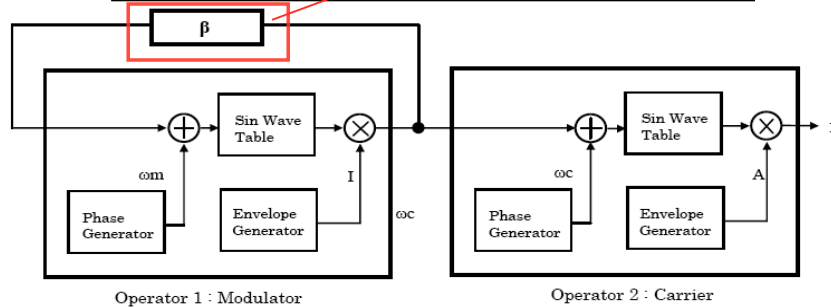 β
Sin Wave
Table
ωm
I
Phase
Generator
Envelope
Generator
ωc
Operator 1 : Modulator
Sin Wave
Table
ωc
A
Phase
Generator
Envelope
Generator
Operator 2 : Carrier